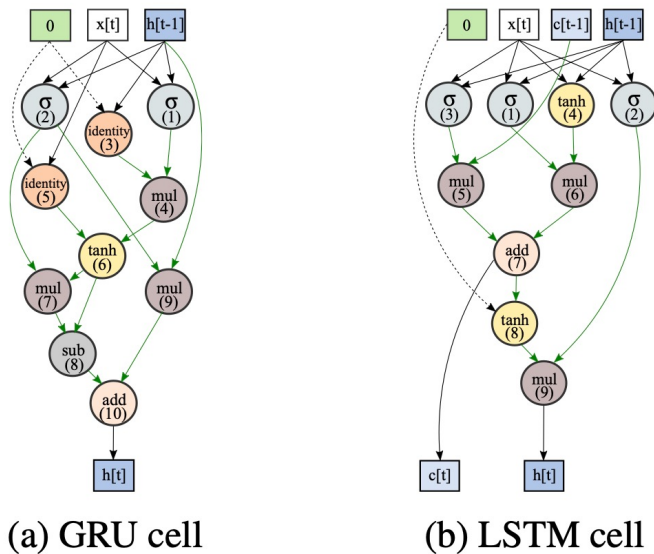 0 x[t] h[t-1]
σ (2)
σ (1)
identity (3)
identity (5)
mul (4)
tanh (6)
mul (7)
mul (9)
sub (8)
add (10)
h[t]
(a) GRU cell
0 x[t] c[t-1] h[t-1]
σ (3)
σ (1)
tanh (4)
σ (2)
mul (5)
mul (6)
add (7)
tanh (8)
mul (9)
c[t]
h[t]
(b) LSTM cell